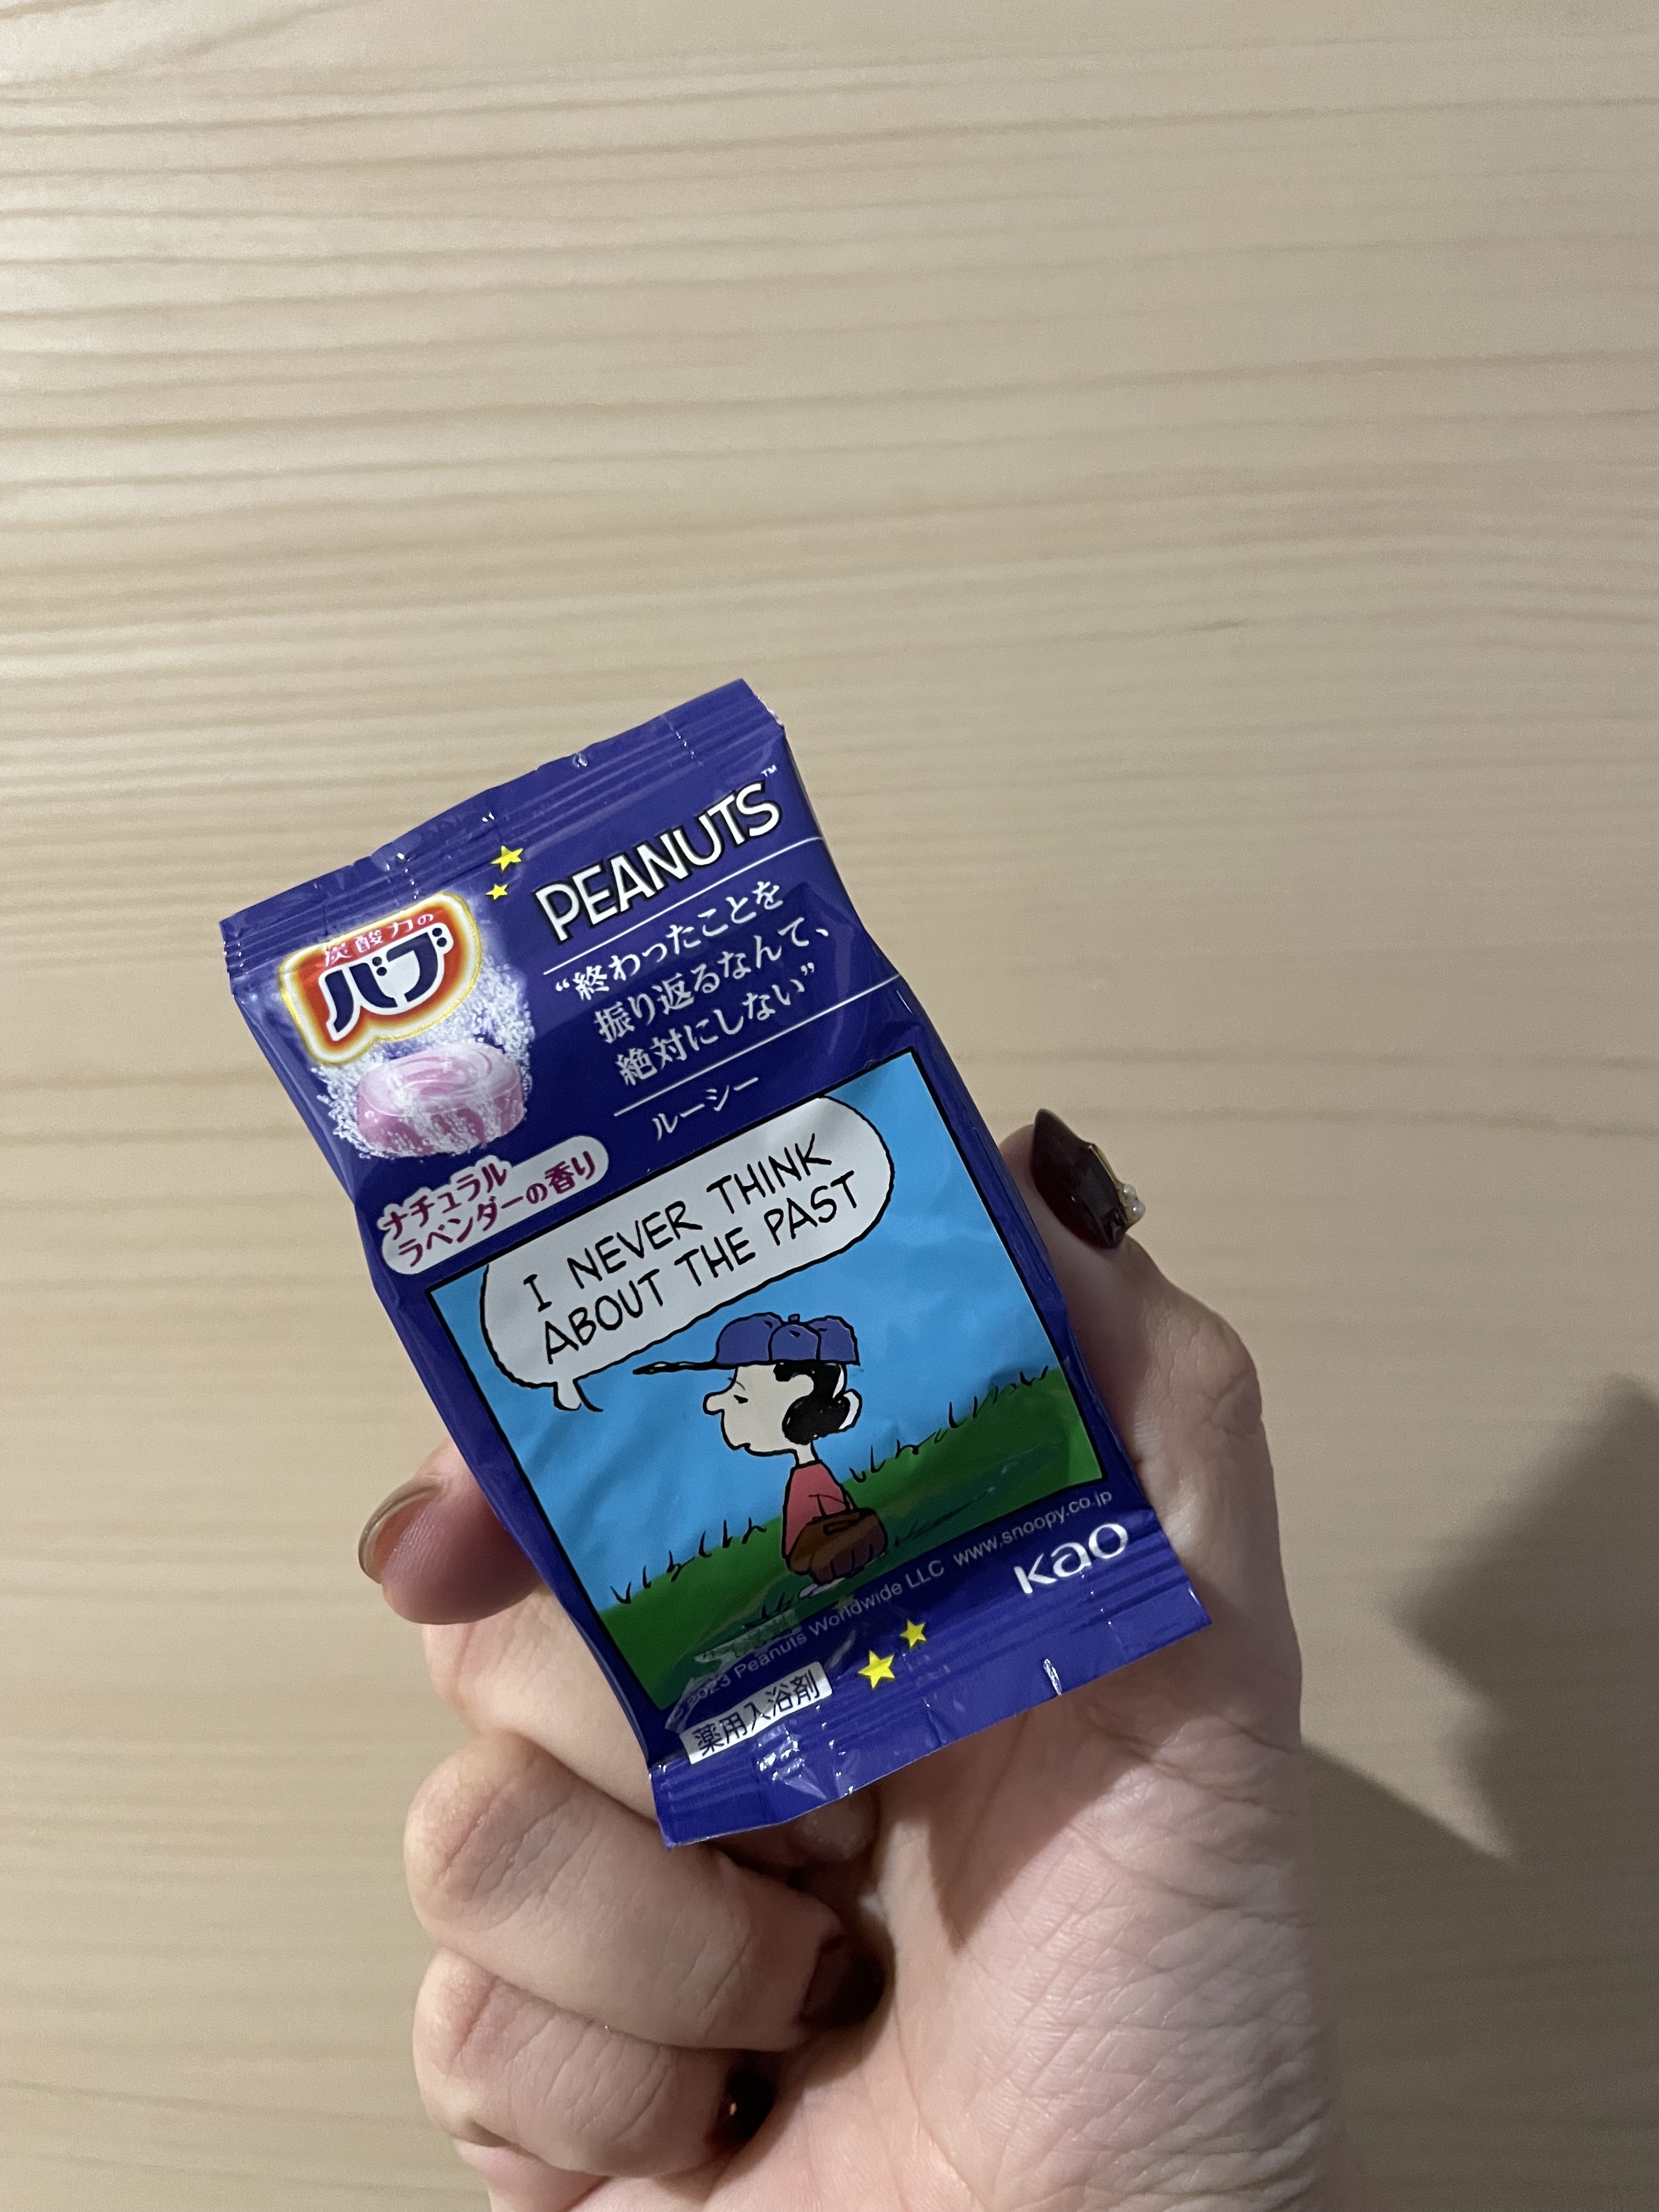 PEANUTS™
炭酸力の
バブ
“終わったことを
振り返るなんて、
絶対にしない”
ルーシー
ナチュラル
ラベンダーの香り
I NEVER THINK
ABOUT THE PAST
©2023 Peanuts Worldwide LLC www.snoopy.co.jp
kao
薬用入浴剤